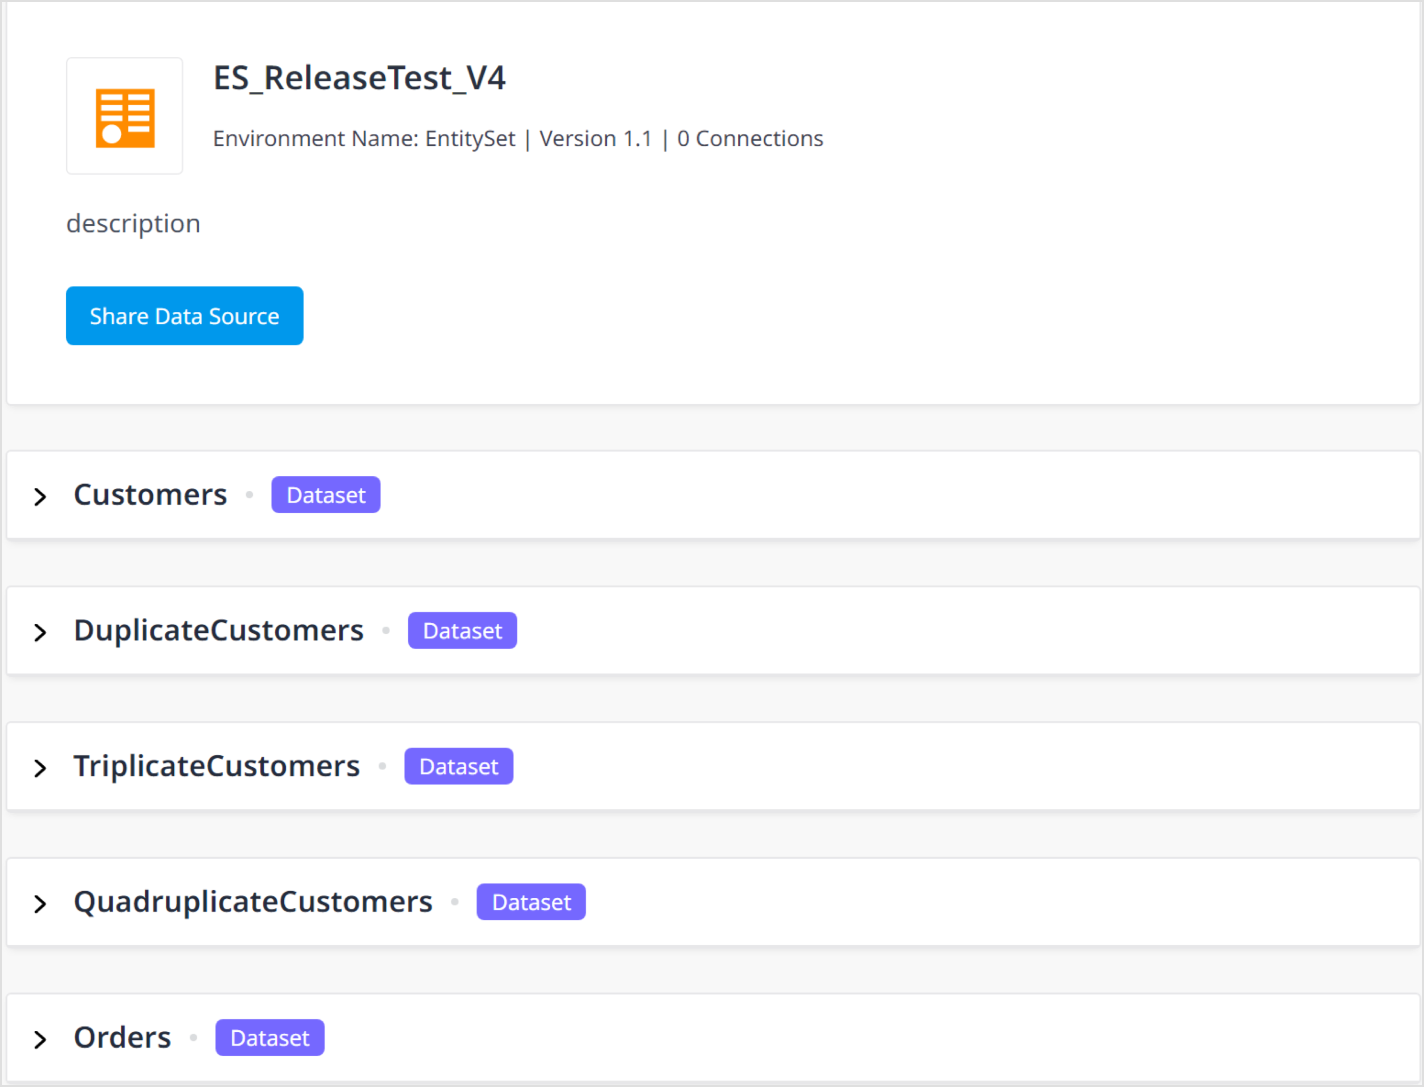 ES_ReleaseTest_V4
Environment Name: EntitySet | Version 1.1 | 0 Connections
description
Share Data Source
Customers • Dataset
DuplicateCustomers • Dataset
TriplicateCustomers • Dataset
QuadruplicateCustomers • Dataset
Orders • Dataset